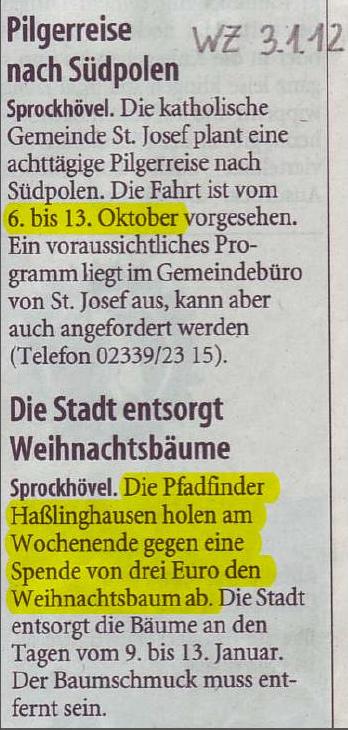 Pilgerreise
nach Südpolen
WZ 3.1.12
Sprockhövel. Die katholische
Gemeinde St. Josef plant eine
achttägige Pilgerreise nach
Südpolen. Die Fahrt ist vom
6. bis 13. Oktober vorgesehen.
Ein voraussichtliches Pro-
gramm liegt im Gemeindebüro
von St. Josef aus, kann aber
auch angefordert werden
(Telefon 02339/23 15).
Die Stadt entsorgt
Weihnachtsbäume
Sprockhövel. Die Pfadfinder
Haßlinghausen holen am
Wochenende gegen eine
Spende von drei Euro den
Weihnachtsbaum ab. Die Stadt
entsorgt die Bäume an den
Tagen vom 9. bis 13. Januar.
Der Baumschmuck muss ent-
fernt sein.